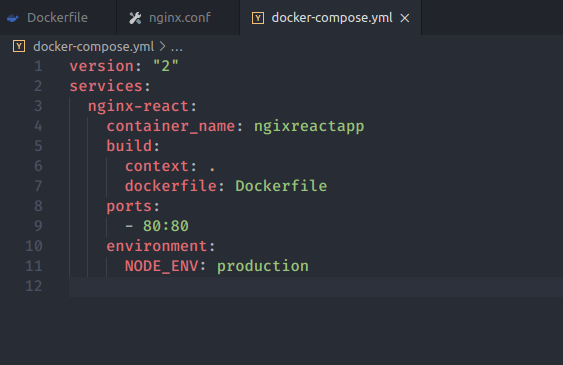 Dockerfile nginx.conf docker-compose.yml ×
docker-compose.yml > ...
1 version: "2"
2 services:
3   nginx-react:
4     container_name: ngixreactapp
5     build:
6       context: .
7       dockerfile: Dockerfile
8     ports:
9       - 80:80
10     environment:
11       NODE_ENV: production
12